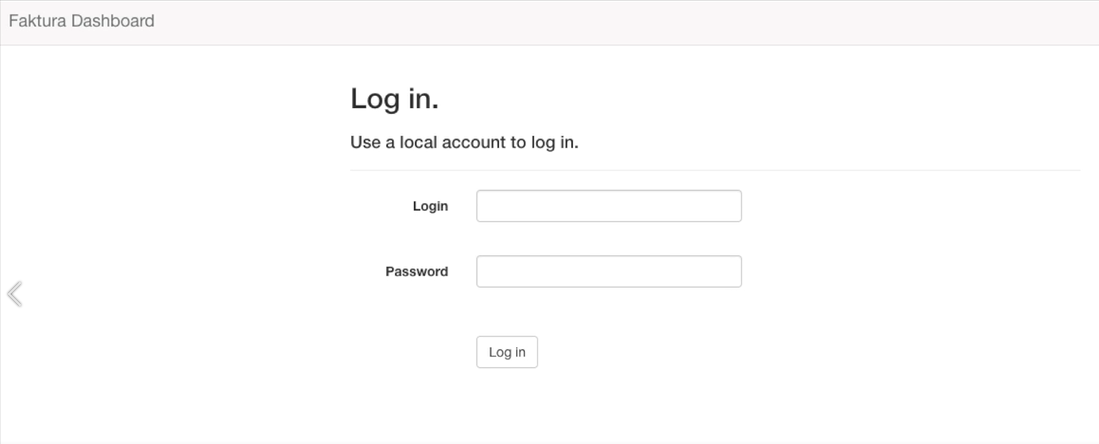 Faktura Dashboard
Log in.
Use a local account to log in.
Login
Password
Log in